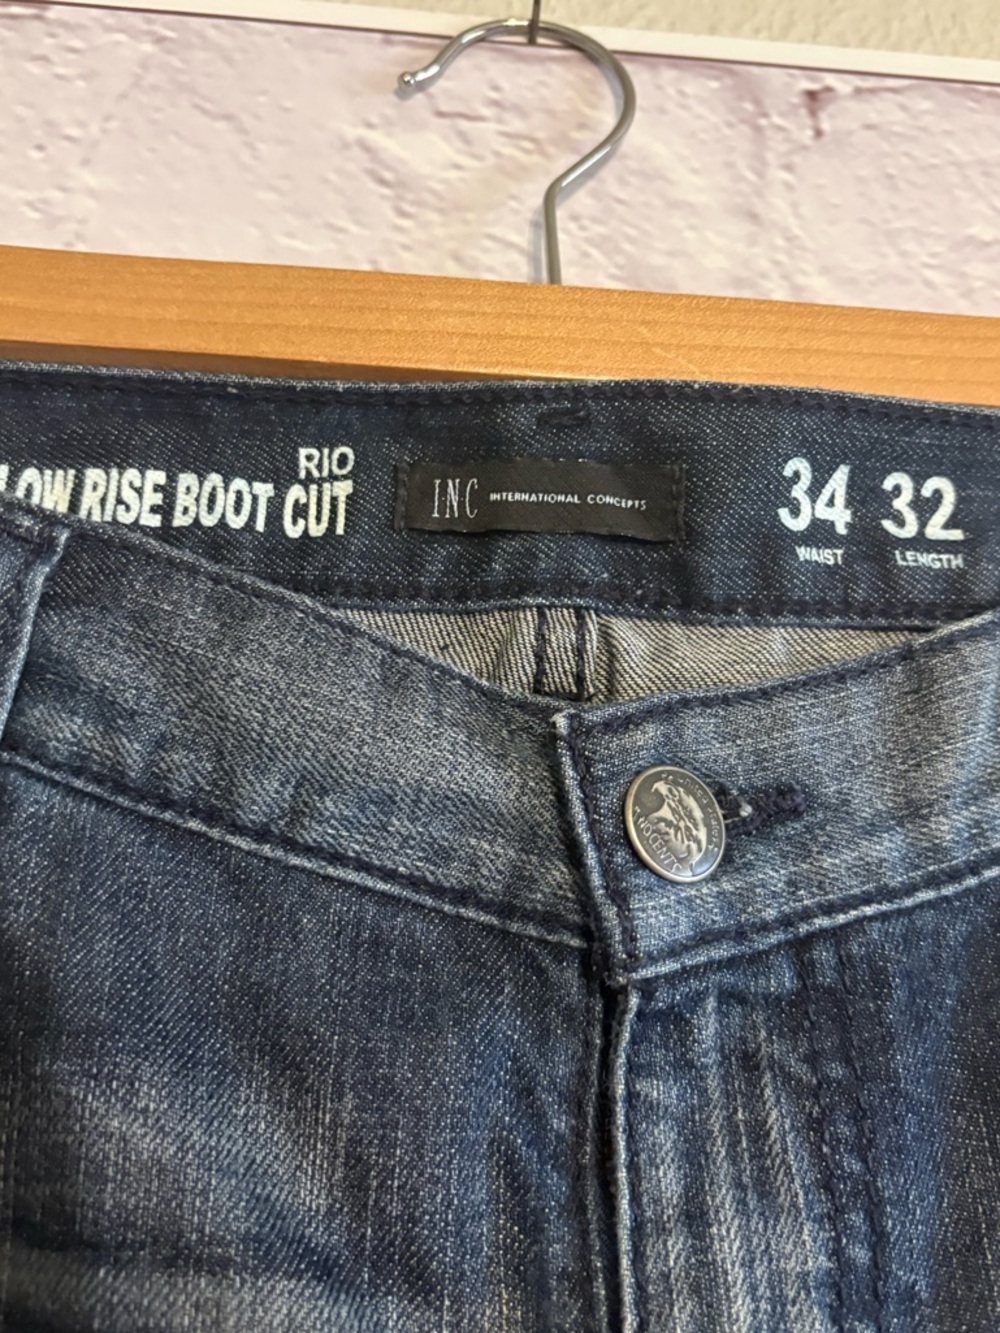 RIO
LOW RISE BOOT CUT
I·N·C INTERNATIONAL CONCEPTS
34 32
WAIST LENGTH